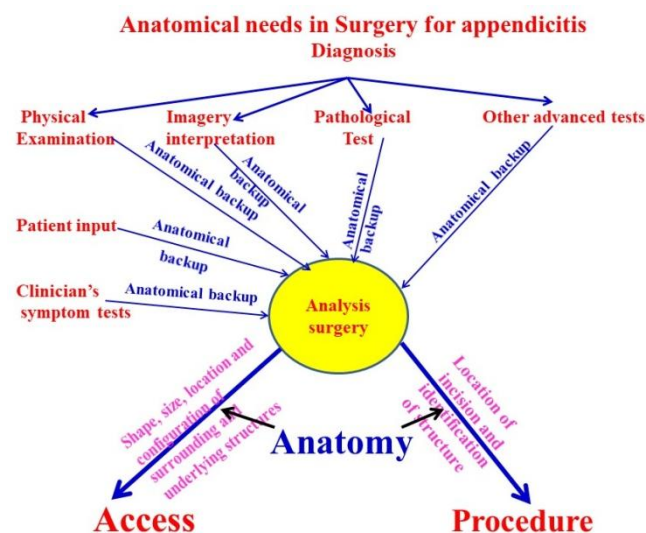 Anatomical needs in Surgery for appendicitis
Diagnosis
Physical
Examination
Imagery
interpretation
Pathological
Test
Other advanced tests
Anatomical backup
Anatomical
backup
Anatomical
backup
Anatomical backup
Patient input
Anatomical
backup
Clinician's
symptom tests
Anatomical backup
Analysis
surgery
Shape, size, location and
configuration of
surrounding and
underlying structures
Location of
incision and
identification
of structure
Anatomy
Access
Procedure